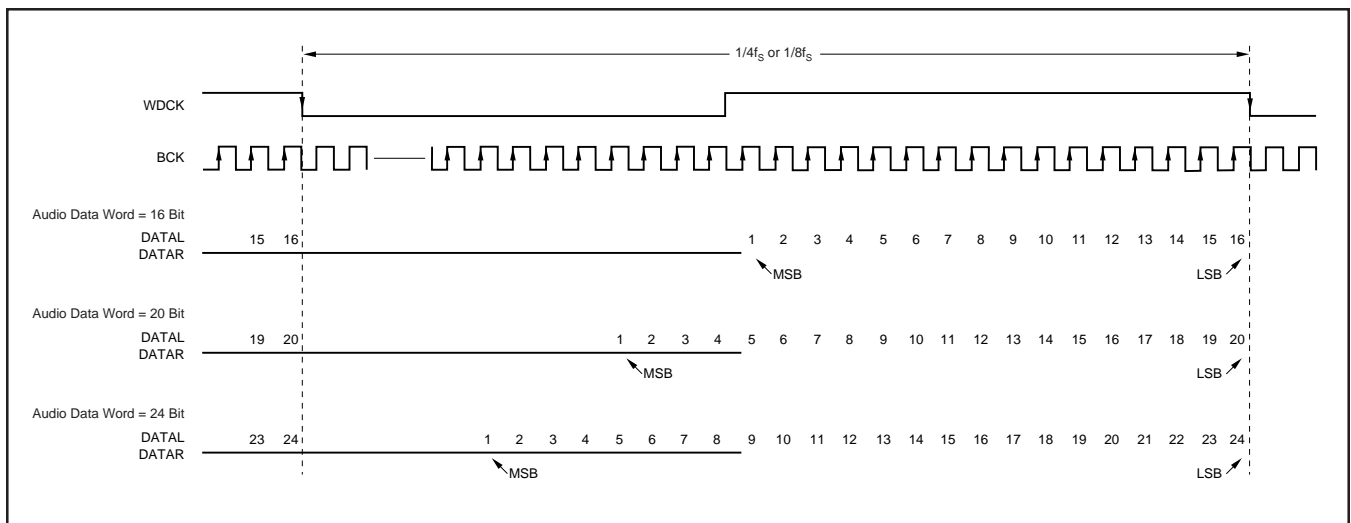 1/4fS or 1/8fS
WDCK
BCK
Audio Data Word = 16 Bit
DATAL 15 16 1 2 3 4 5 6 7 8 9 10 11 12 13 14 15 16
DATAR
MSB LSB
Audio Data Word = 20 Bit
DATAL 19 20 1 2 3 4 5 6 7 8 9 10 11 12 13 14 15 16 17 18 19 20
DATAR
MSB LSB
Audio Data Word = 24 Bit
DATAL 23 24 1 2 3 4 5 6 7 8 9 10 11 12 13 14 15 16 17 18 19 20 21 22 23 24
DATAR
MSB LSB